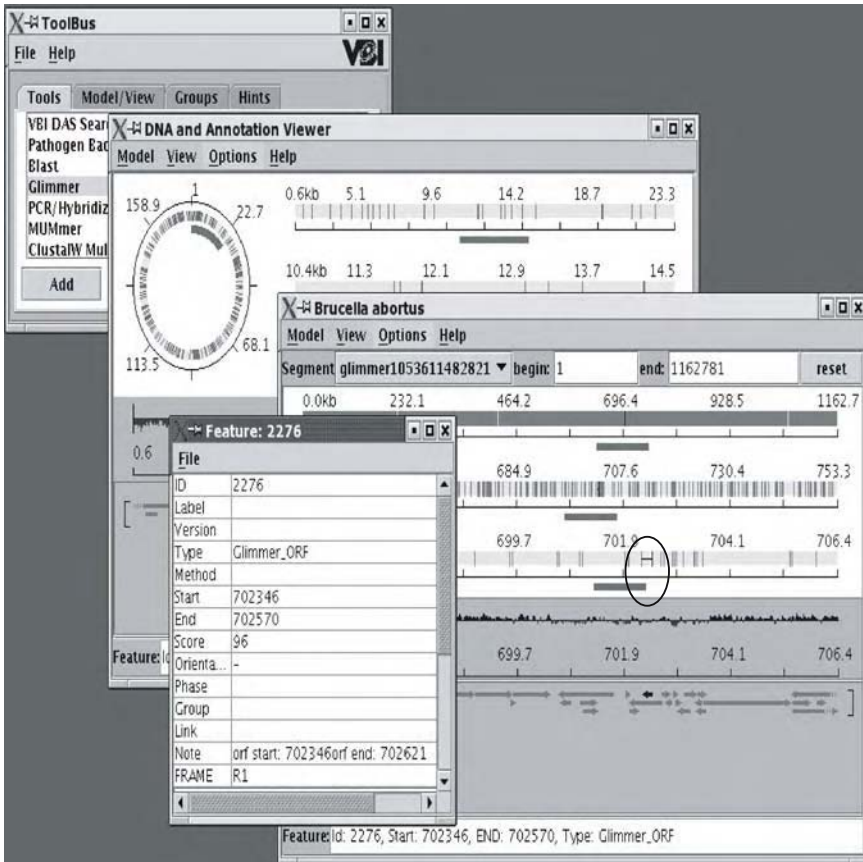 ToolBus
File Help
VBI
Tools Model/View Groups Hints
VBI DAS Sear
Pathogen Bac
Blast
Glimmer
PCR/Hybridiz
MUMmer
ClustalW Mul
Add
DNA and Annotation Viewer
Model View Options Help
1
158.9
22.7
68.1
113.5
0.6kb 5.1 9.6 14.2 18.7 23.3
10.4kb 11.3 12.1 12.9 13.7 14.5
0.6
Feature:
Brucella abortus
Model View Options Help
Segment glimmer1053611482821 begin: 1 end: 1162781 reset
0.0kb 232.1 464.2 696.4 928.5 1162.7
684.9 707.6 730.4 753.3
699.7 701.9 704.1 706.4
699.7 701.9 704.1 706.4
Feature: Id: 2276, Start: 702346, END: 702570, Type: Glimmer_ORF
Feature: 2276
File
ID 2276
Label
Version
Type Glimmer_ORF
Method
Start 702346
End 702570
Score 96
Orienta... -
Phase
Group
Link
Note orf start: 702346orf end: 702621
FRAME R1